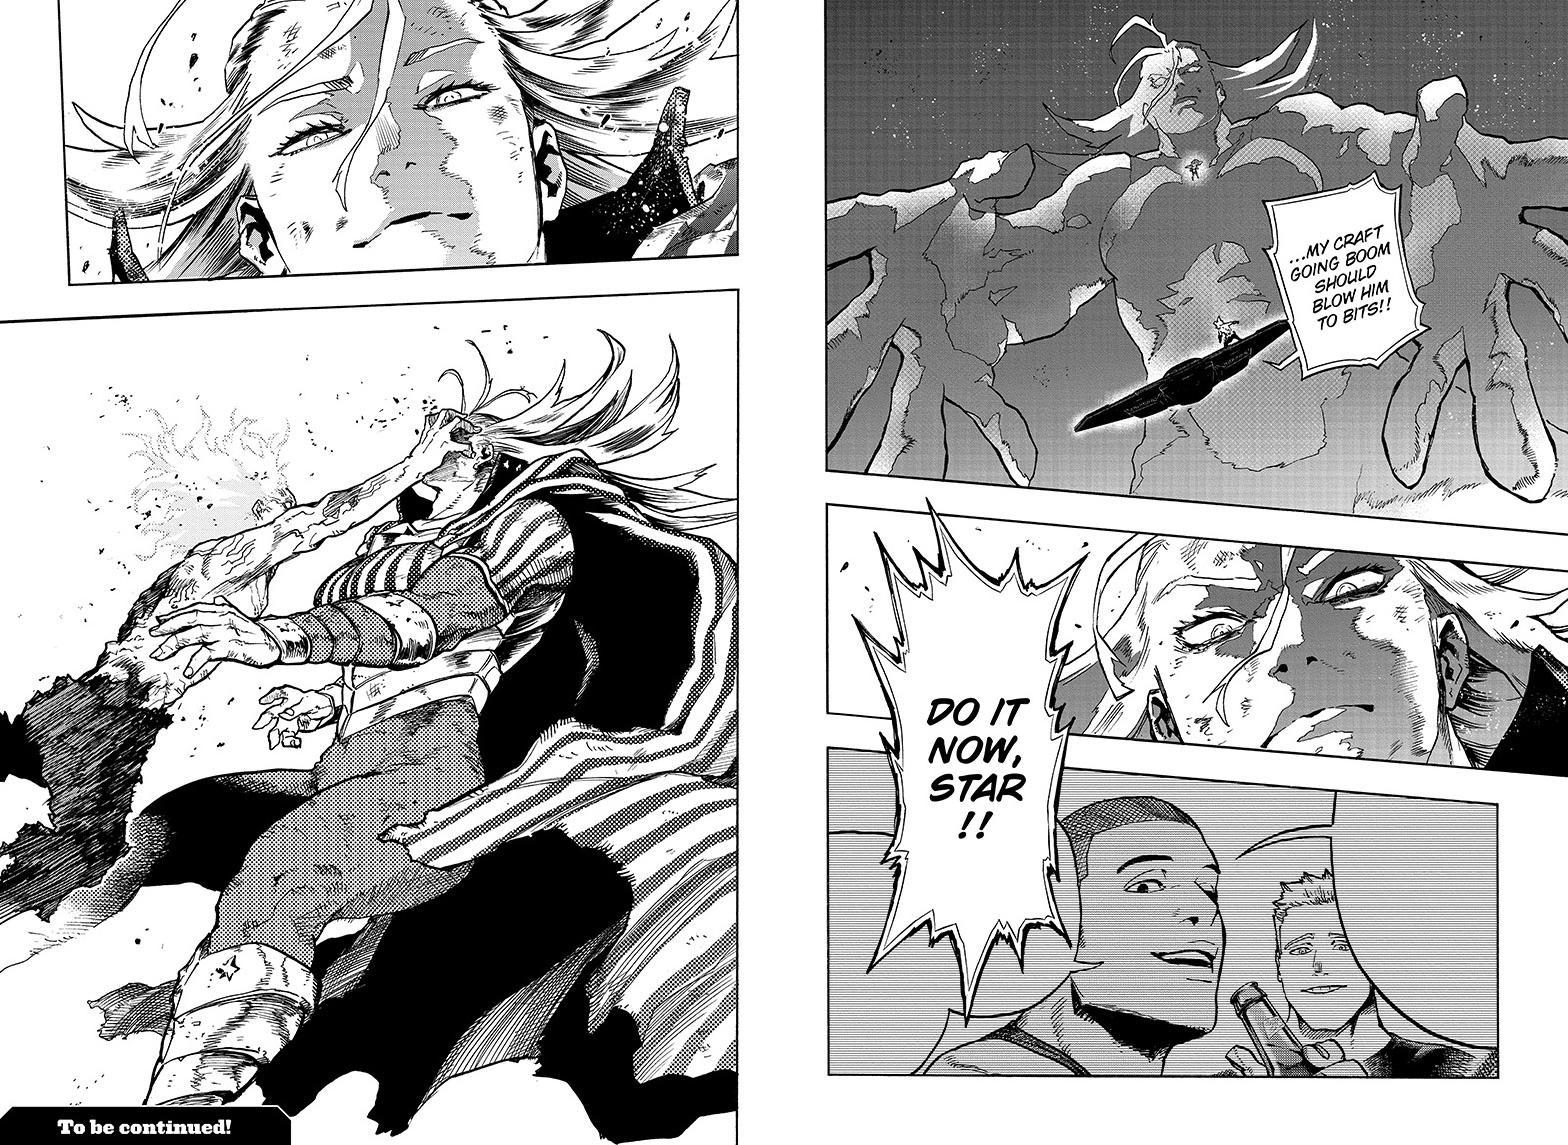 ...MY CRAFT
GOING BOOM
SHOULD
BLOW HIM
TO BITS!!
DO IT
NOW,
STAR
!!
To be continued!